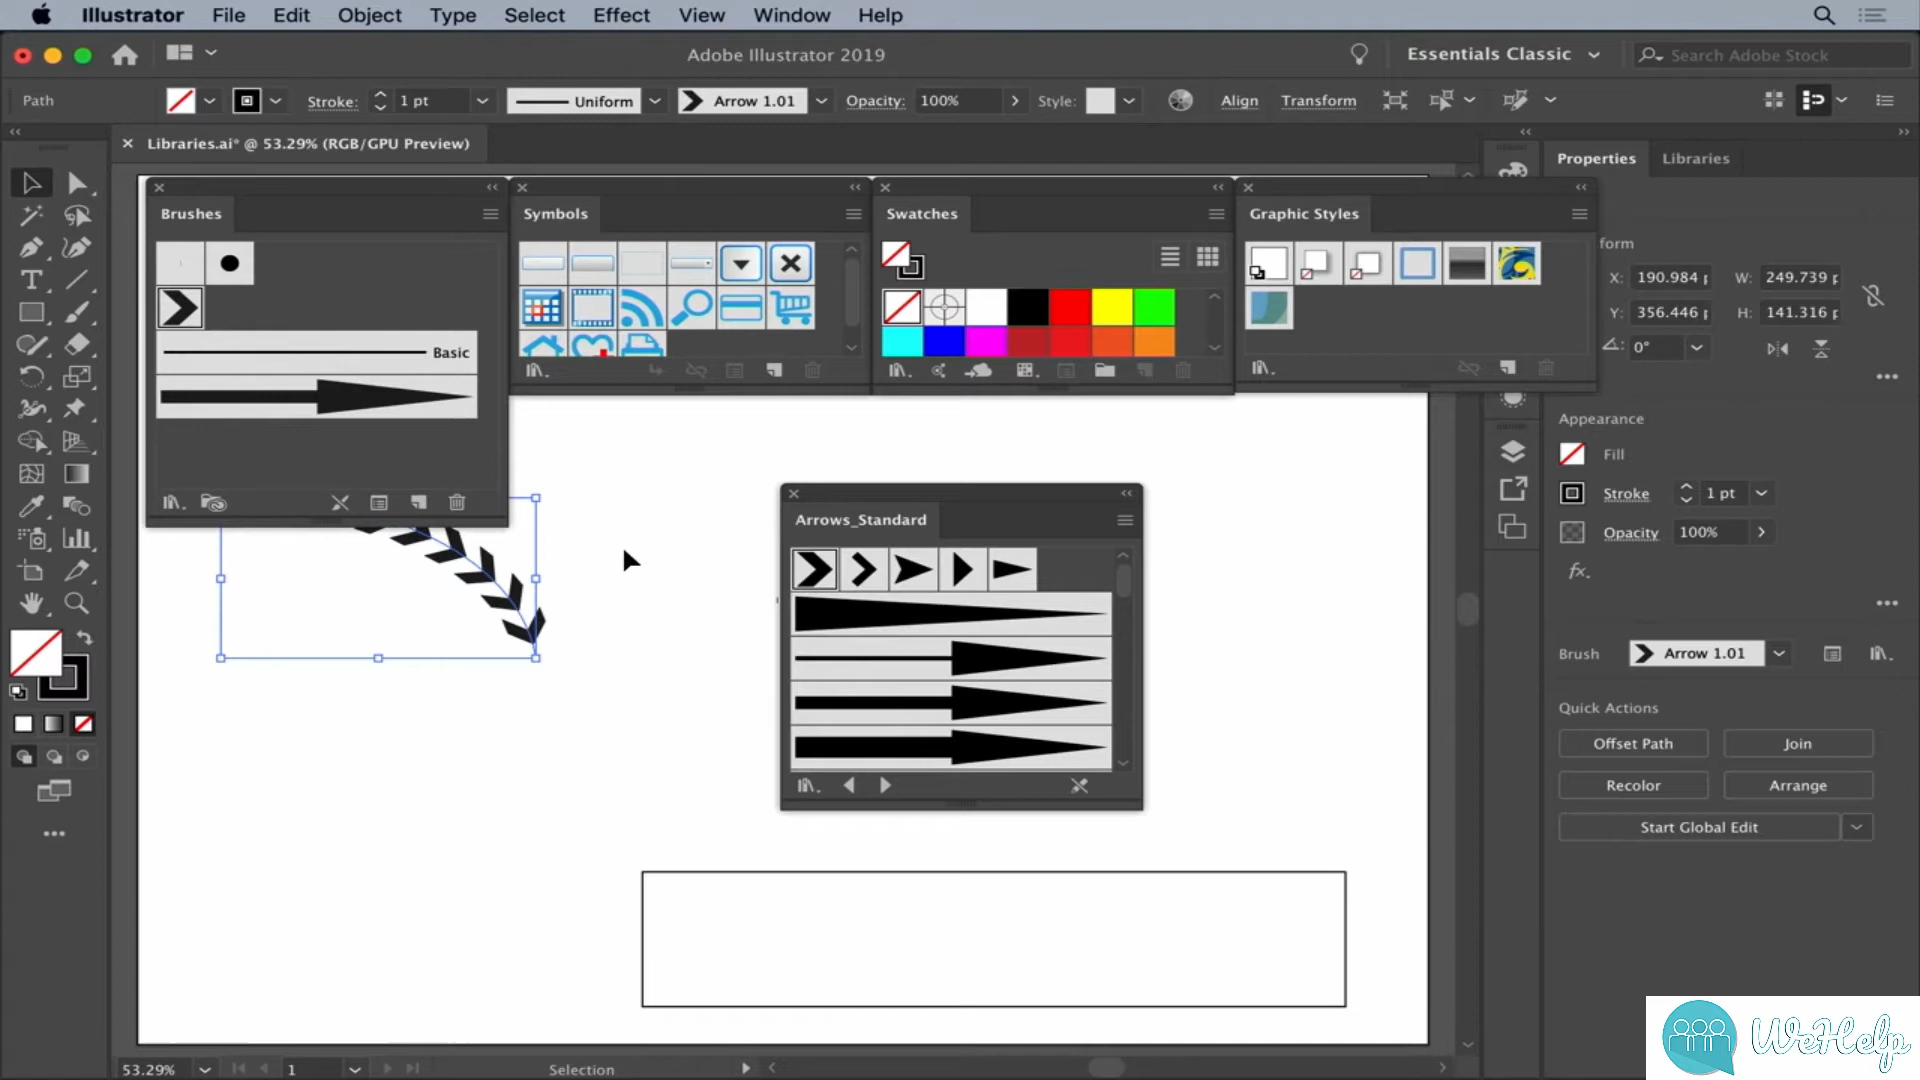 Illustrator File Edit Object Type Select Effect View Window Help
Adobe Illustrator 2019
Essentials Classic
Search Adobe Stock
Path
Stroke: 1 pt
Uniform
Arrow 1.01
Opacity: 100%
Style:
Align
Transform
Libraries.ai* @ 53.29% (RGB/GPU Preview)
Properties
Libraries
Brushes
Symbols
Swatches
Graphic Styles
form
X: 190.984
W: 249.739
Y: 356.446
H: 141.316
0°
Basic
Appearance
Fill
Stroke 1 pt
Opacity 100%
fx.
Arrows_Standard
Brush Arrow 1.01
Quick Actions
Offset Path
Join
Recolor
Arrange
Start Global Edit
53.29%
1
Selection
WeHelp